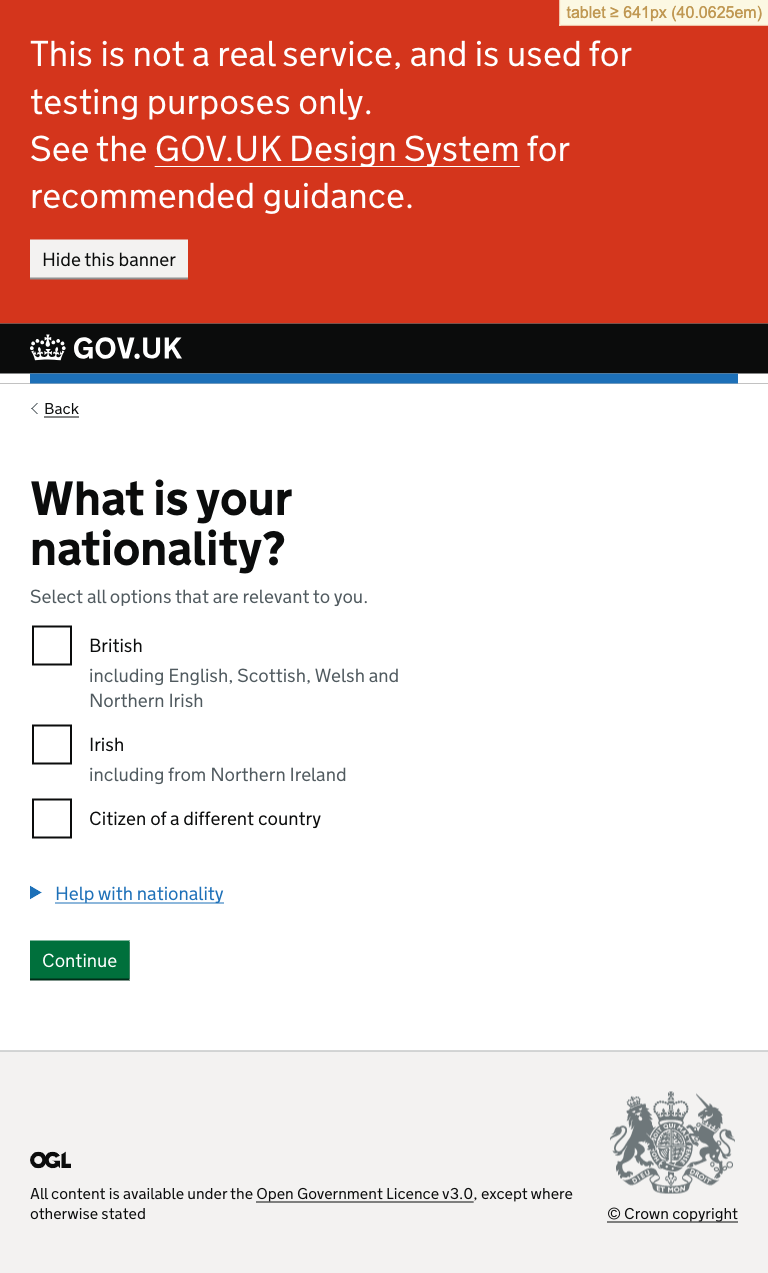 tablet ≥ 641px (40.0625em)
This is not a real service, and is used for
testing purposes only.
See the GOV.UK Design System for
recommended guidance.
Hide this banner
GOV.UK
Back
What is your
nationality?
Select all options that are relevant to you.
British
including English, Scottish, Welsh and
Northern Irish
Irish
including from Northern Ireland
Citizen of a different country
Help with nationality
Continue
OGL
All content is available under the Open Government Licence v3.0, except where
otherwise stated
© Crown copyright